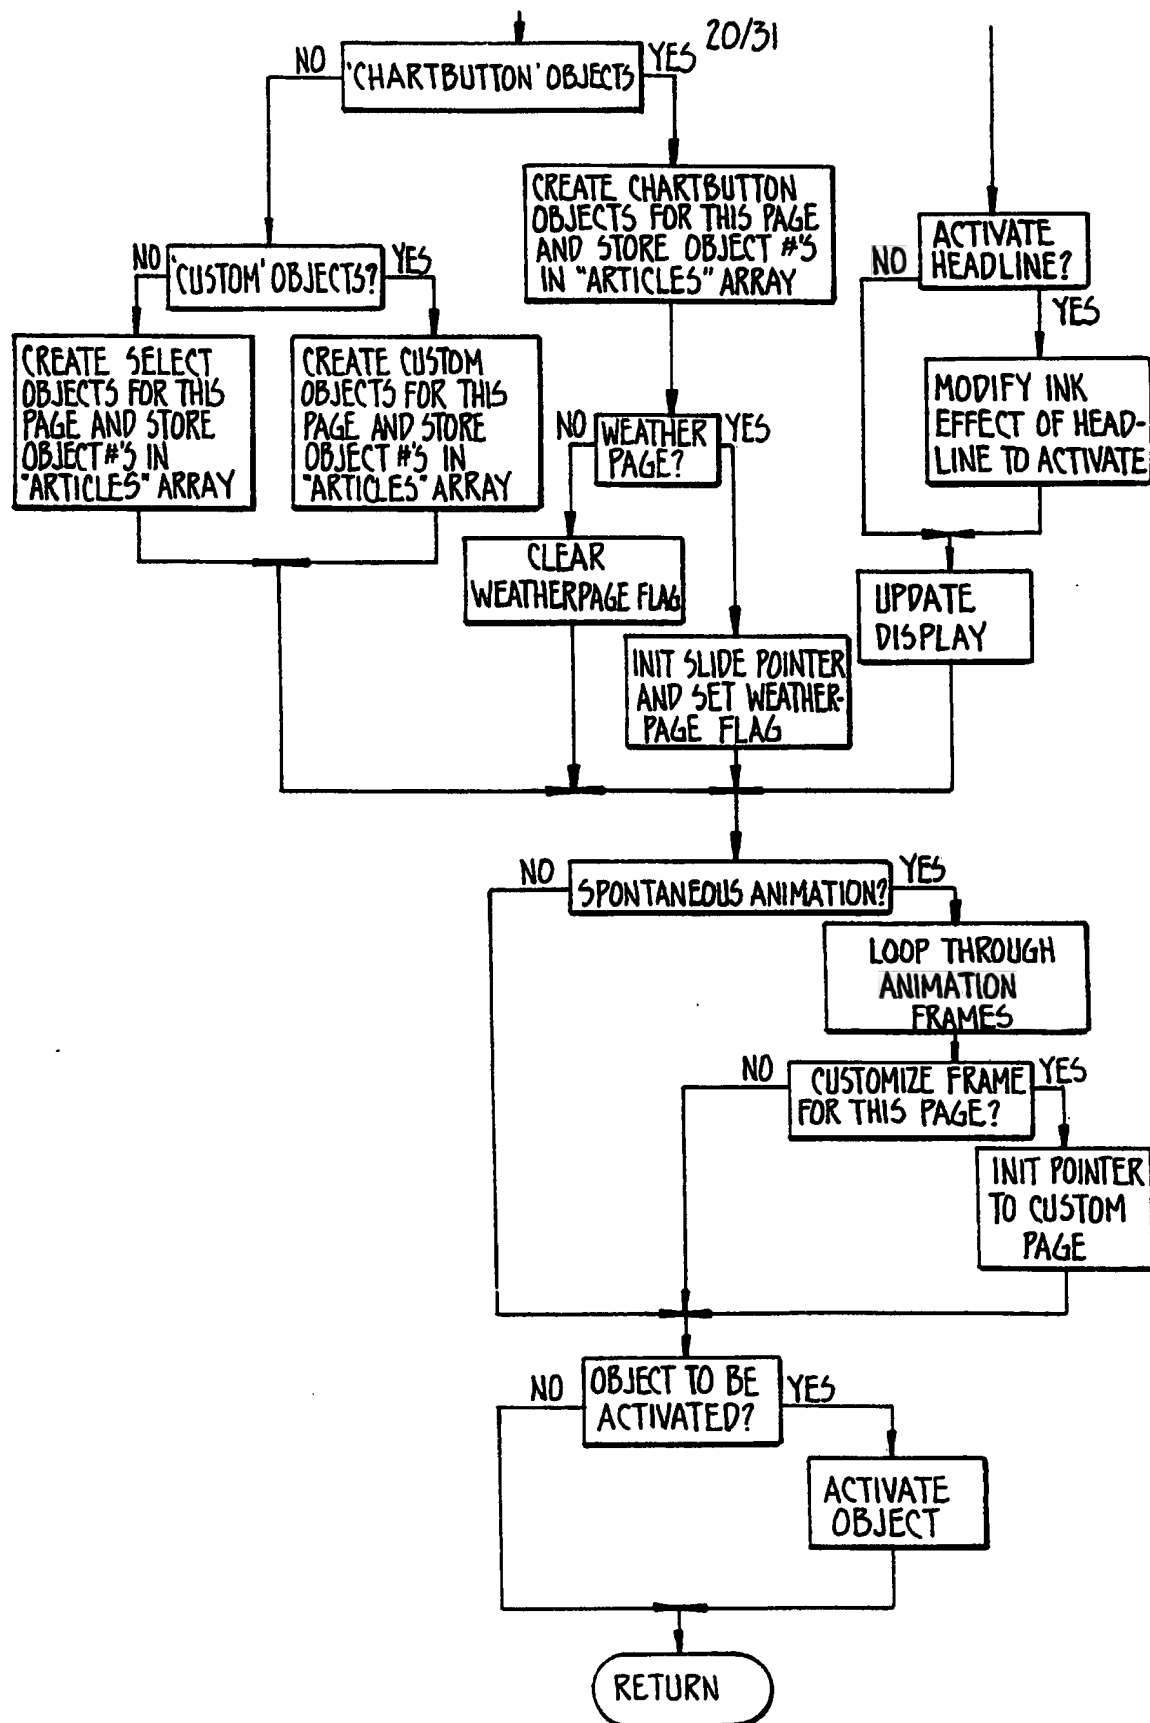 20/31
NO
'CHARTBUTTON' OBJECTS
YES
CREATE CHARTBUTTON
OBJECTS FOR THIS PAGE
AND STORE OBJECT #'S
IN "ARTICLES" ARRAY
ACTIVATE
HEADLINE?
NO
YES
NO
'CUSTOM' OBJECTS?
YES
CREATE SELECT
OBJECTS FOR THIS
PAGE AND STORE
OBJECT #'S IN
"ARTICLES" ARRAY
CREATE CUSTOM
OBJECTS FOR THIS
PAGE AND STORE
OBJECT #'S IN
"ARTICLES" ARRAY
NO
WEATHER
PAGE?
YES
MODIFY INK
EFFECT OF HEAD-
LINE TO ACTIVATE
CLEAR
WEATHERPAGE FLAG
UPDATE
DISPLAY
INIT SLIDE POINTER
AND SET WEATHER-
PAGE FLAG
NO
SPONTANEOUS ANIMATION?
YES
LOOP THROUGH
ANIMATION
FRAMES
NO
CUSTOMIZE FRAME
FOR THIS PAGE?
YES
INIT POINTER
TO CUSTOM
PAGE
NO
OBJECT TO BE
ACTIVATED?
YES
ACTIVATE
OBJECT
RETURN